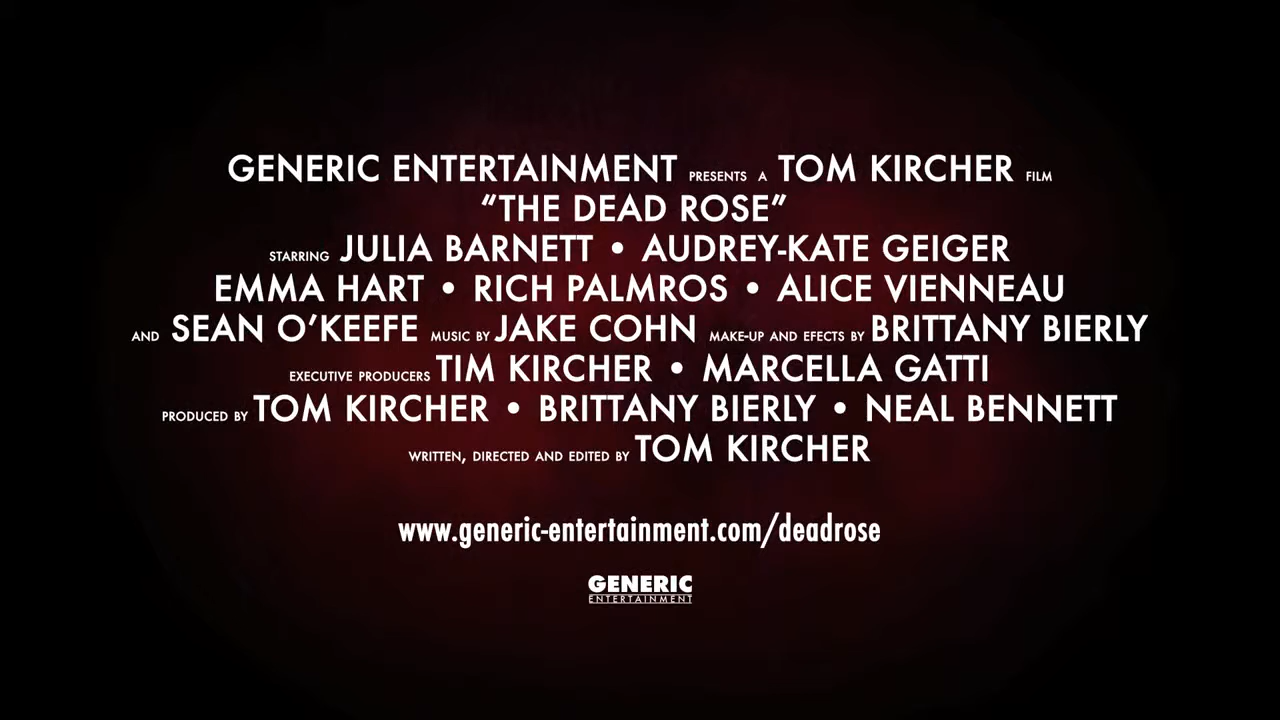 GENERIC ENTERTAINMENT PRESENTS A TOM KIRCHER FILM
“THE DEAD ROSE”
STARRING JULIA BARNETT • AUDREY-KATE GEIGER
EMMA HART • RICH PALMROS • ALICE VIENNEAU
AND SEAN O’KEEFE MUSIC BY JAKE COHN MAKE-UP AND EFECTS BY BRITTANY BIERLY
EXECUTIVE PRODUCERS TIM KIRCHER • MARCELLA GATTI
PRODUCED BY TOM KIRCHER • BRITTANY BIERLY • NEAL BENNETT
WRITTEN, DIRECTED AND EDITED BY TOM KIRCHER
www.generic-entertainment.com/deadrose
GENERIC
ENTERTAINMENT